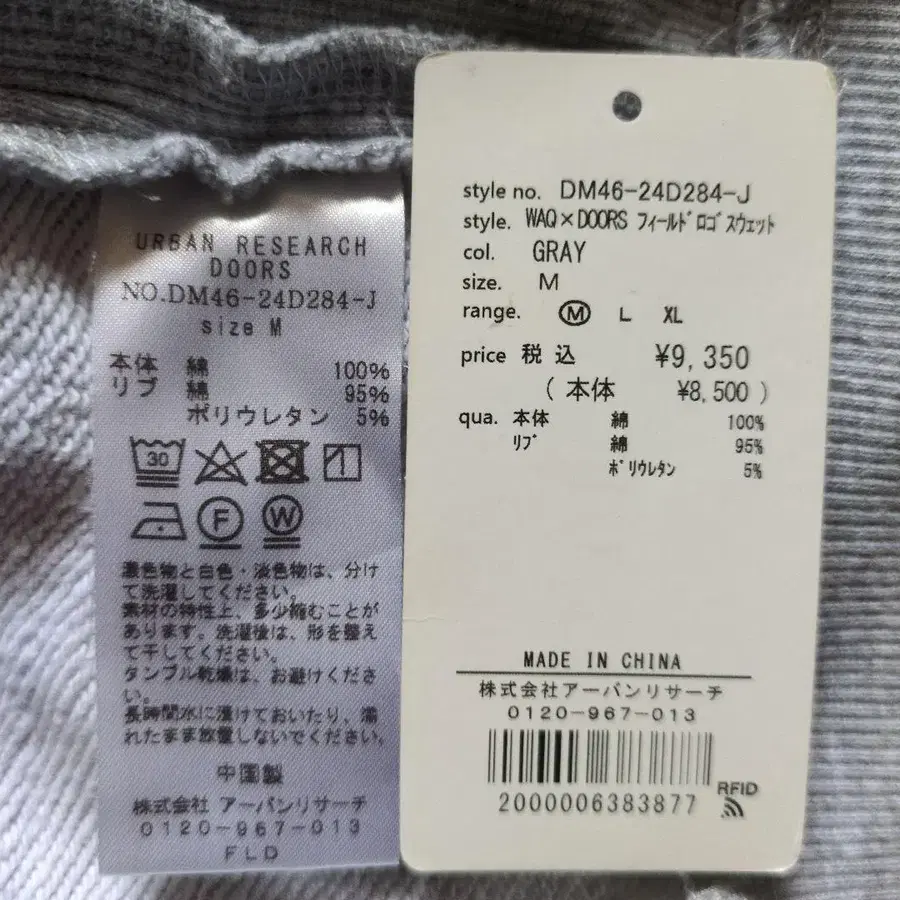 URBAN RESEARCH
DOORS
NO.DM46-24D284-J
size M
本体 綿 100%
リブ 綿 95%
ポリウレタン 5%
30
F
W
濃色物と白色・淡色物は、分け
て洗濯してください。
素材の特性上、多少縮むことが
あります。洗濯後は、形を整え
て干してください。
タンブル乾燥は、お避けくださ
い。
長時間水に漬けておいたり、濡
れたまま放置しないでください。
中国製
株式会社 アーバンリサーチ
0120-967-013
FLD
style no. DM46-24D284-J
style. WAQ×DOORS フィールドロゴスウェット
col. GRAY
size. M
range. M L XL
price 税込 ¥9,350
(本体 ¥8,500)
qua. 本体 綿 100%
リブ 綿 95%
ポリウレタン 5%
MADE IN CHINA
株式会社アーバンリサーチ
0120-967-013
RFID
2000006383877